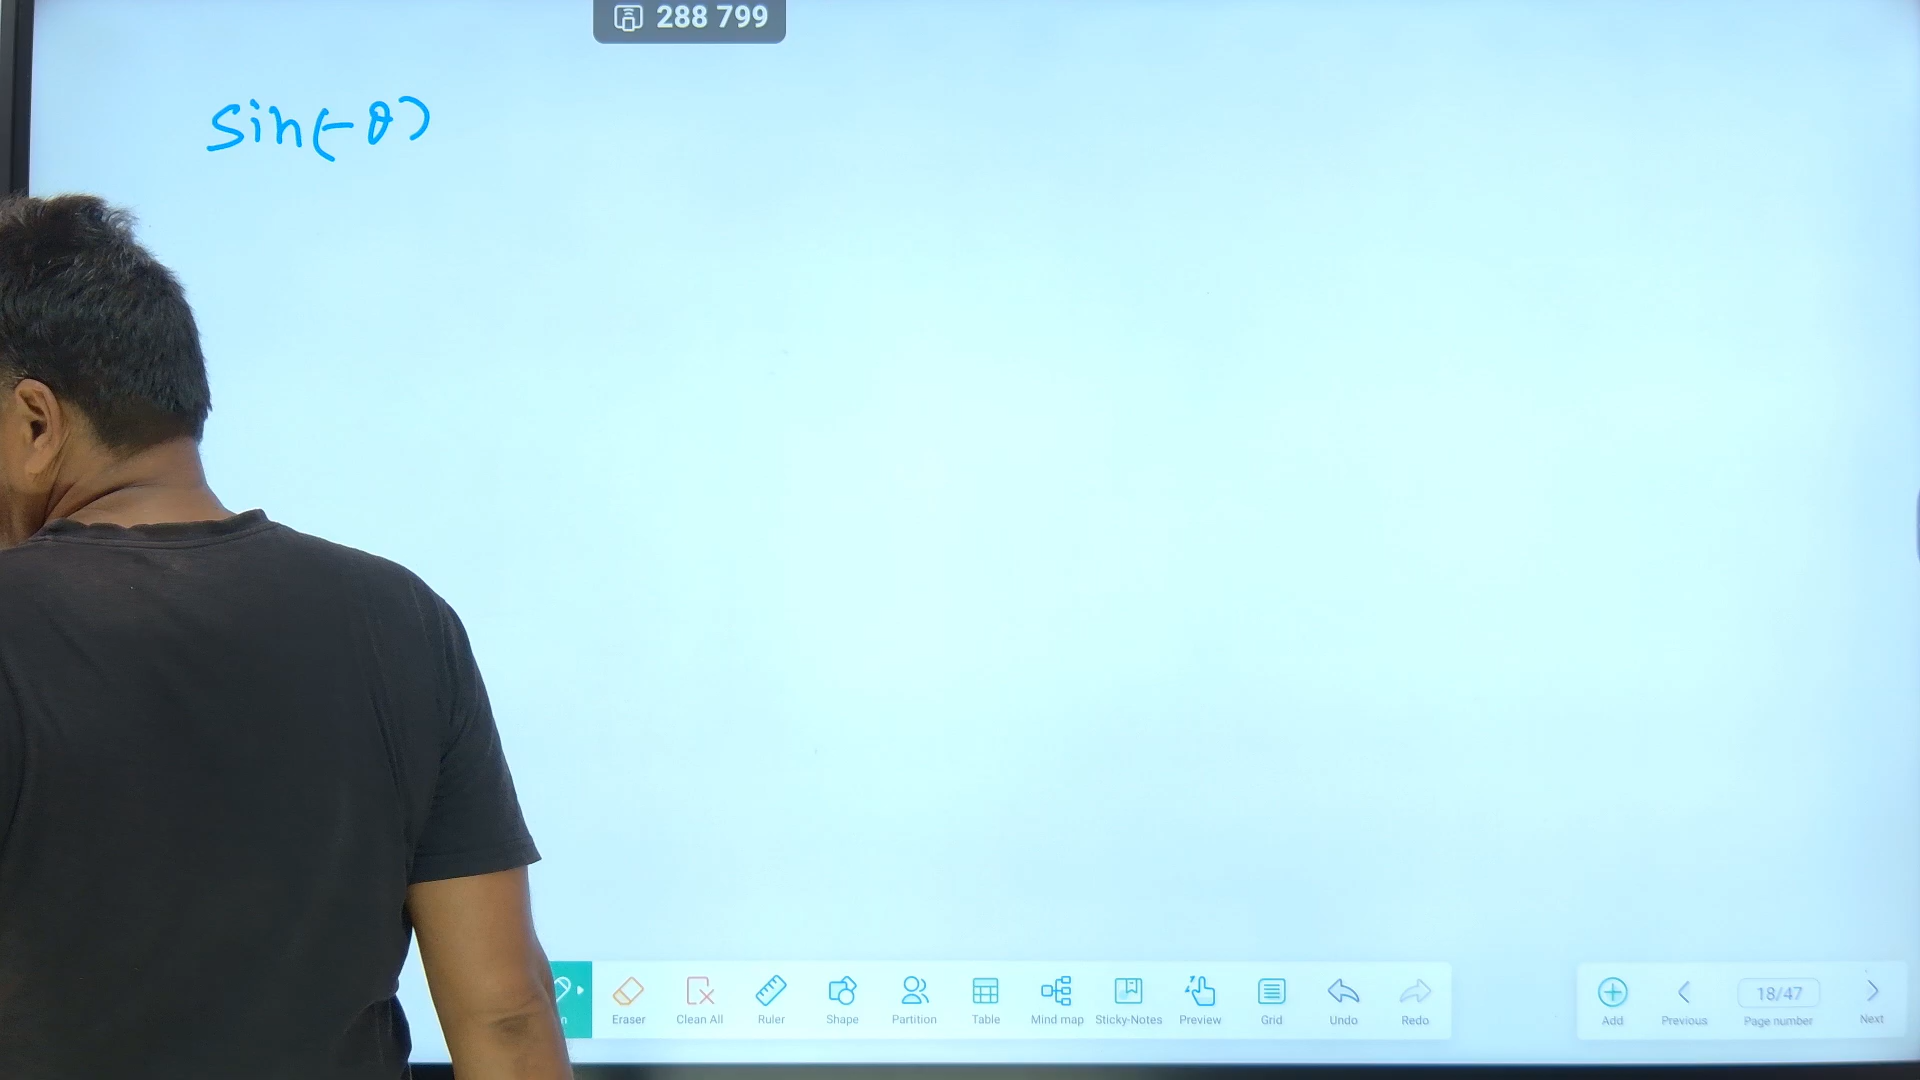 288 799
sin(-θ)
Eraser
Clean All
Ruler
Shape
Partition
Table
Mind map
Sticky-Notes
Preview
Grid
Undo
Redo
Add
Previous
18/47
Page number
Next